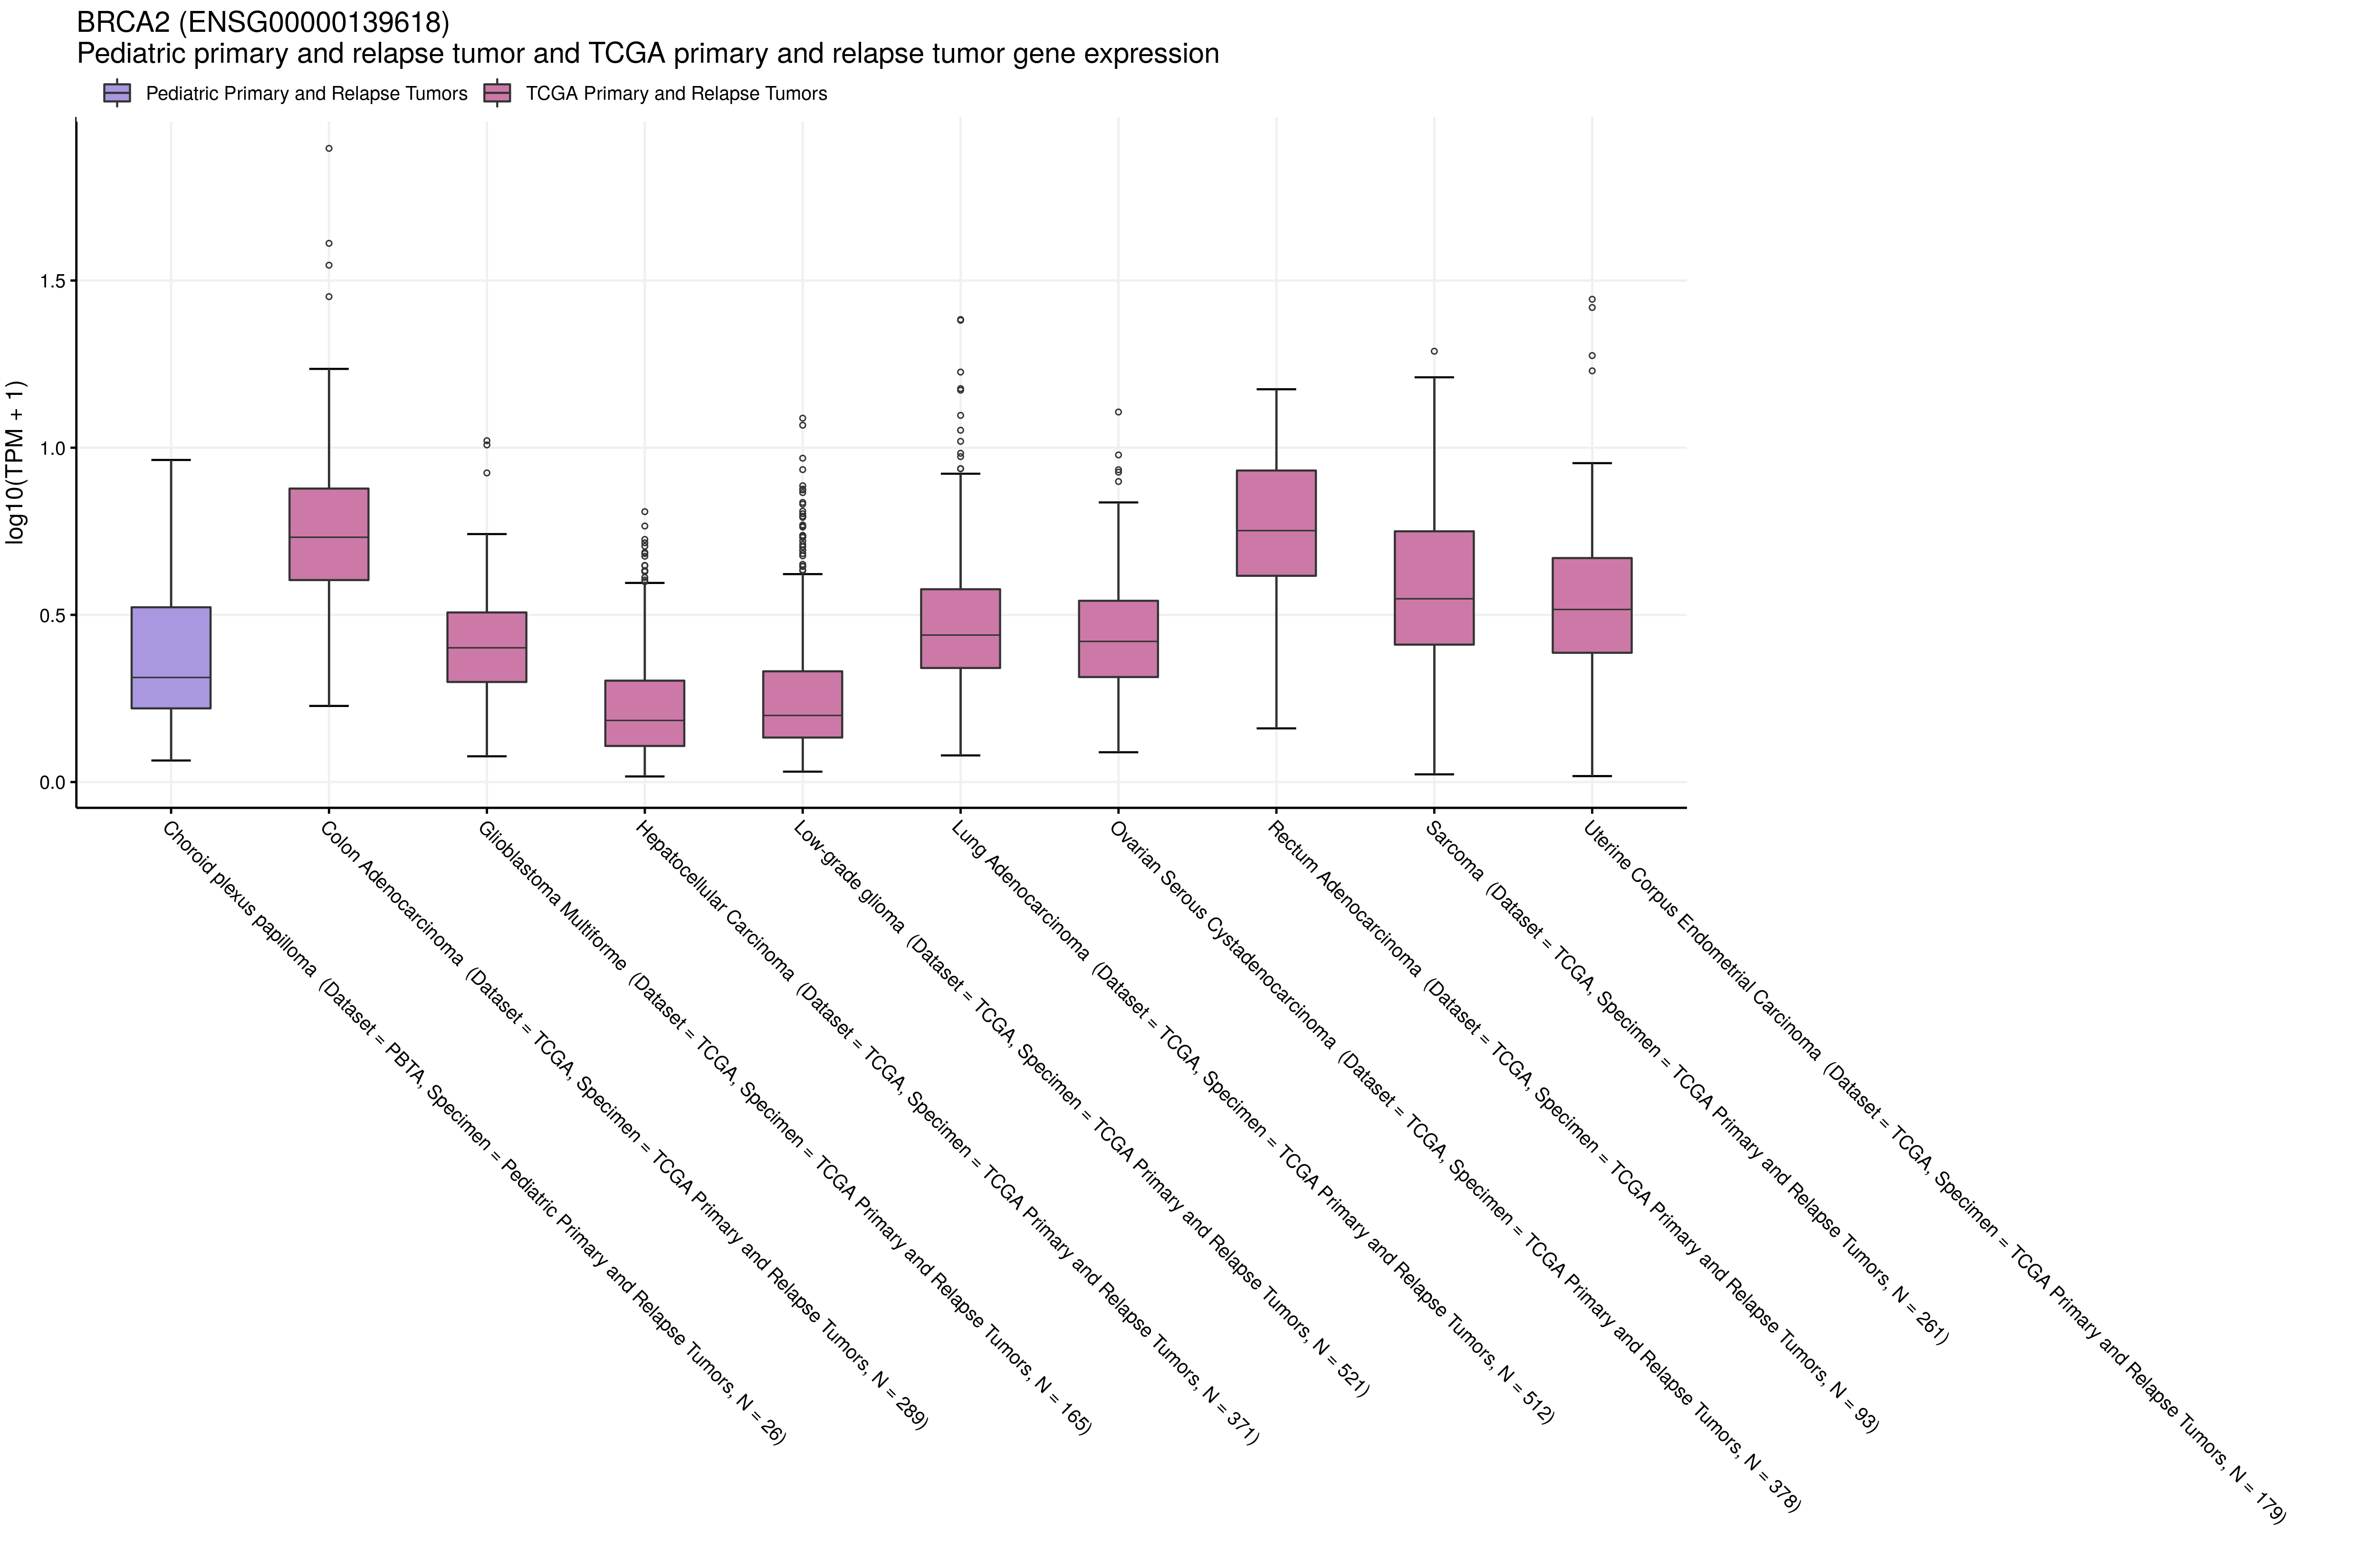 BRCA2 (ENSG00000139618)
Pediatric primary and relapse tumor and TCGA primary and relapse tumor gene expression
Pediatric Primary and Relapse Tumors
TCGA Primary and Relapse Tumors
log10(TPM + 1)
1.5
1.0
0.5
0.0
Choroid plexus papilloma (Dataset = PBTA, Specimen = Pediatric Primary and Relapse Tumors, N = 26)
Colon Adenocarcinoma (Dataset = TCGA, Specimen = TCGA Primary and Relapse Tumors, N = 289)
Glioblastoma Multiforme (Dataset = TCGA, Specimen = TCGA Primary and Relapse Tumors, N = 165)
Hepatocellular Carcinoma (Dataset = TCGA, Specimen = TCGA Primary and Relapse Tumors, N = 371)
Low-grade glioma (Dataset = TCGA, Specimen = TCGA Primary and Relapse Tumors, N = 521)
Lung Adenocarcinoma (Dataset = TCGA, Specimen = TCGA Primary and Relapse Tumors, N = 512)
Ovarian Serous Cystadenocarcinoma (Dataset = TCGA, Specimen = TCGA Primary and Relapse Tumors, N = 378)
Rectum Adenocarcinoma (Dataset = TCGA, Specimen = TCGA Primary and Relapse Tumors, N = 93)
Sarcoma (Dataset = TCGA, Specimen = TCGA Primary and Relapse Tumors, N = 261)
Uterine Corpus Endometrial Carcinoma (Dataset = TCGA, Specimen = TCGA Primary and Relapse Tumors, N = 179)